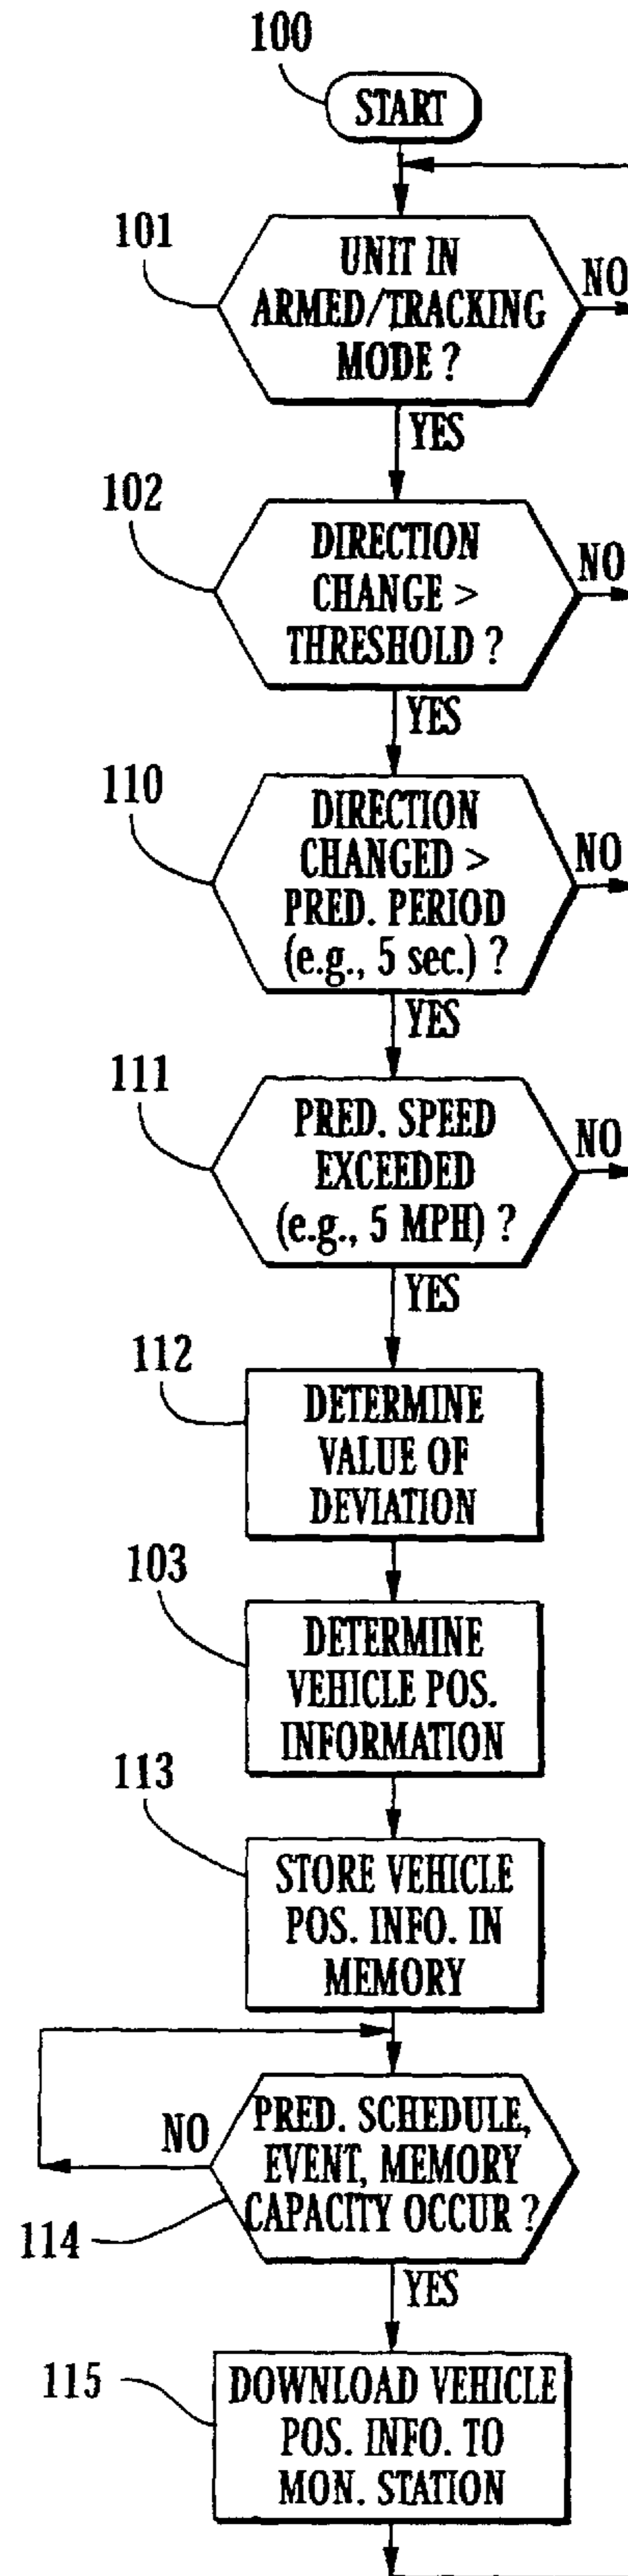 100
START
101
UNIT IN
ARMED/TRACKING
MODE ?
NO
YES
102
DIRECTION
CHANGE >
THRESHOLD ?
NO
YES
110
DIRECTION
CHANGED >
PRED. PERIOD
(e.g., 5 sec.) ?
NO
YES
111
PRED. SPEED
EXCEEDED
(e.g., 5 MPH) ?
NO
YES
112
DETERMINE
VALUE OF
DEVIATION
103
DETERMINE
VEHICLE POS.
INFORMATION
113
STORE VEHICLE
POS. INFO. IN
MEMORY
NO
PRED. SCHEDULE,
EVENT, MEMORY
CAPACITY OCCUR ?
114
YES
115
DOWNLOAD VEHICLE
POS. INFO. TO
MON. STATION